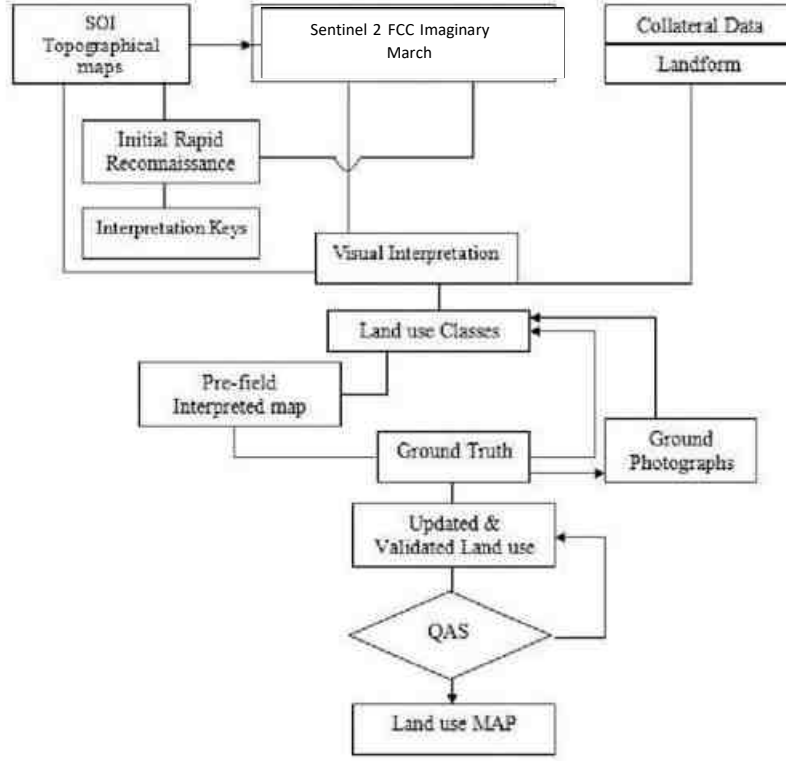 SOI
Topographical
maps
Sentinel 2 FCC Imaginary
March
Collateral Data
Landform
Initial Rapid
Reconnaissance
Interpretation Keys
Visual Interpretation
Land use Classes
Pre-field
Interpreted map
Ground Truth
Ground
Photographs
Updated &
Validated Land use
QAS
Land use MAP